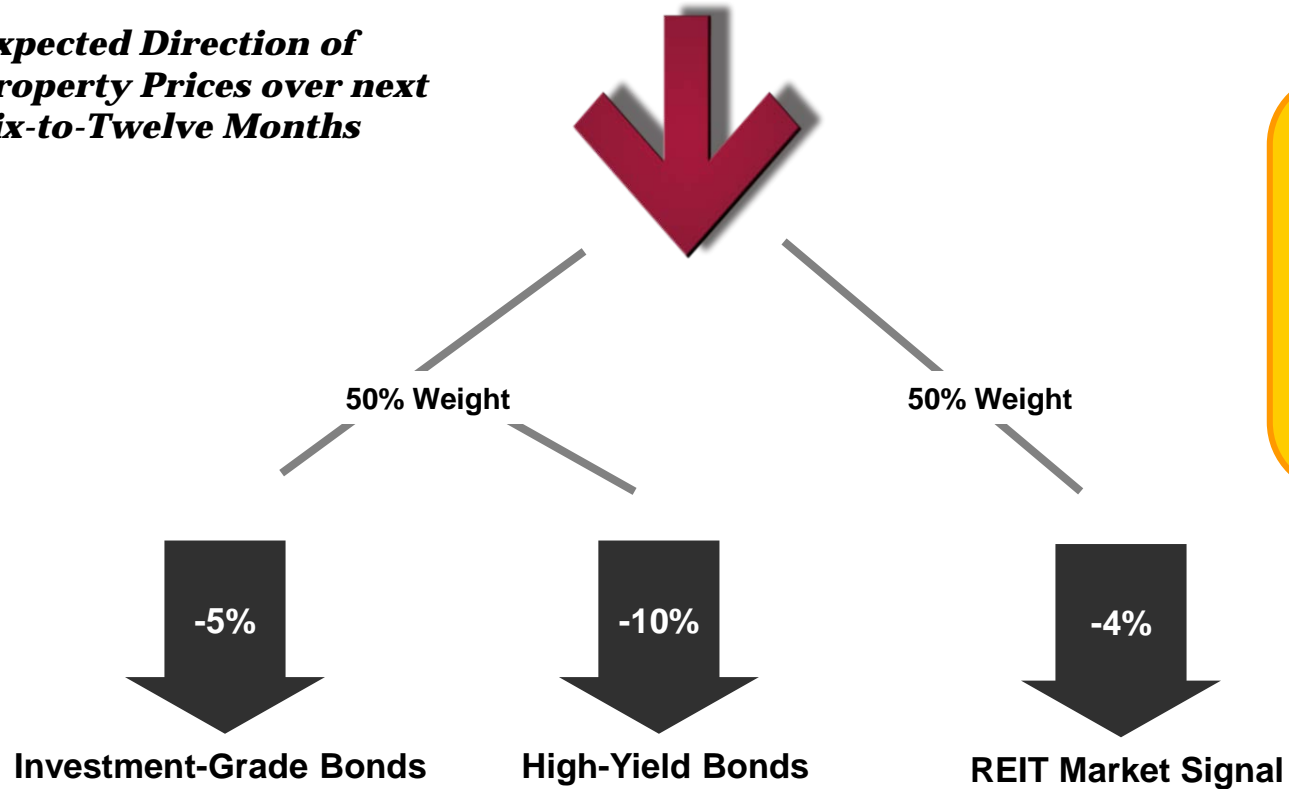 xpected Direction of
roperty Prices over next
ix-to-Twelve Months
50% Weight
50% Weight
-5%
-10%
-4%
Investment-Grade Bonds
High-Yield Bonds
REIT Market Signal